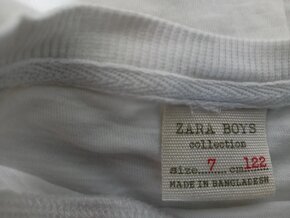 ZARA BOYS
collection
size....7....cm 122
MADE IN BANGLADESH